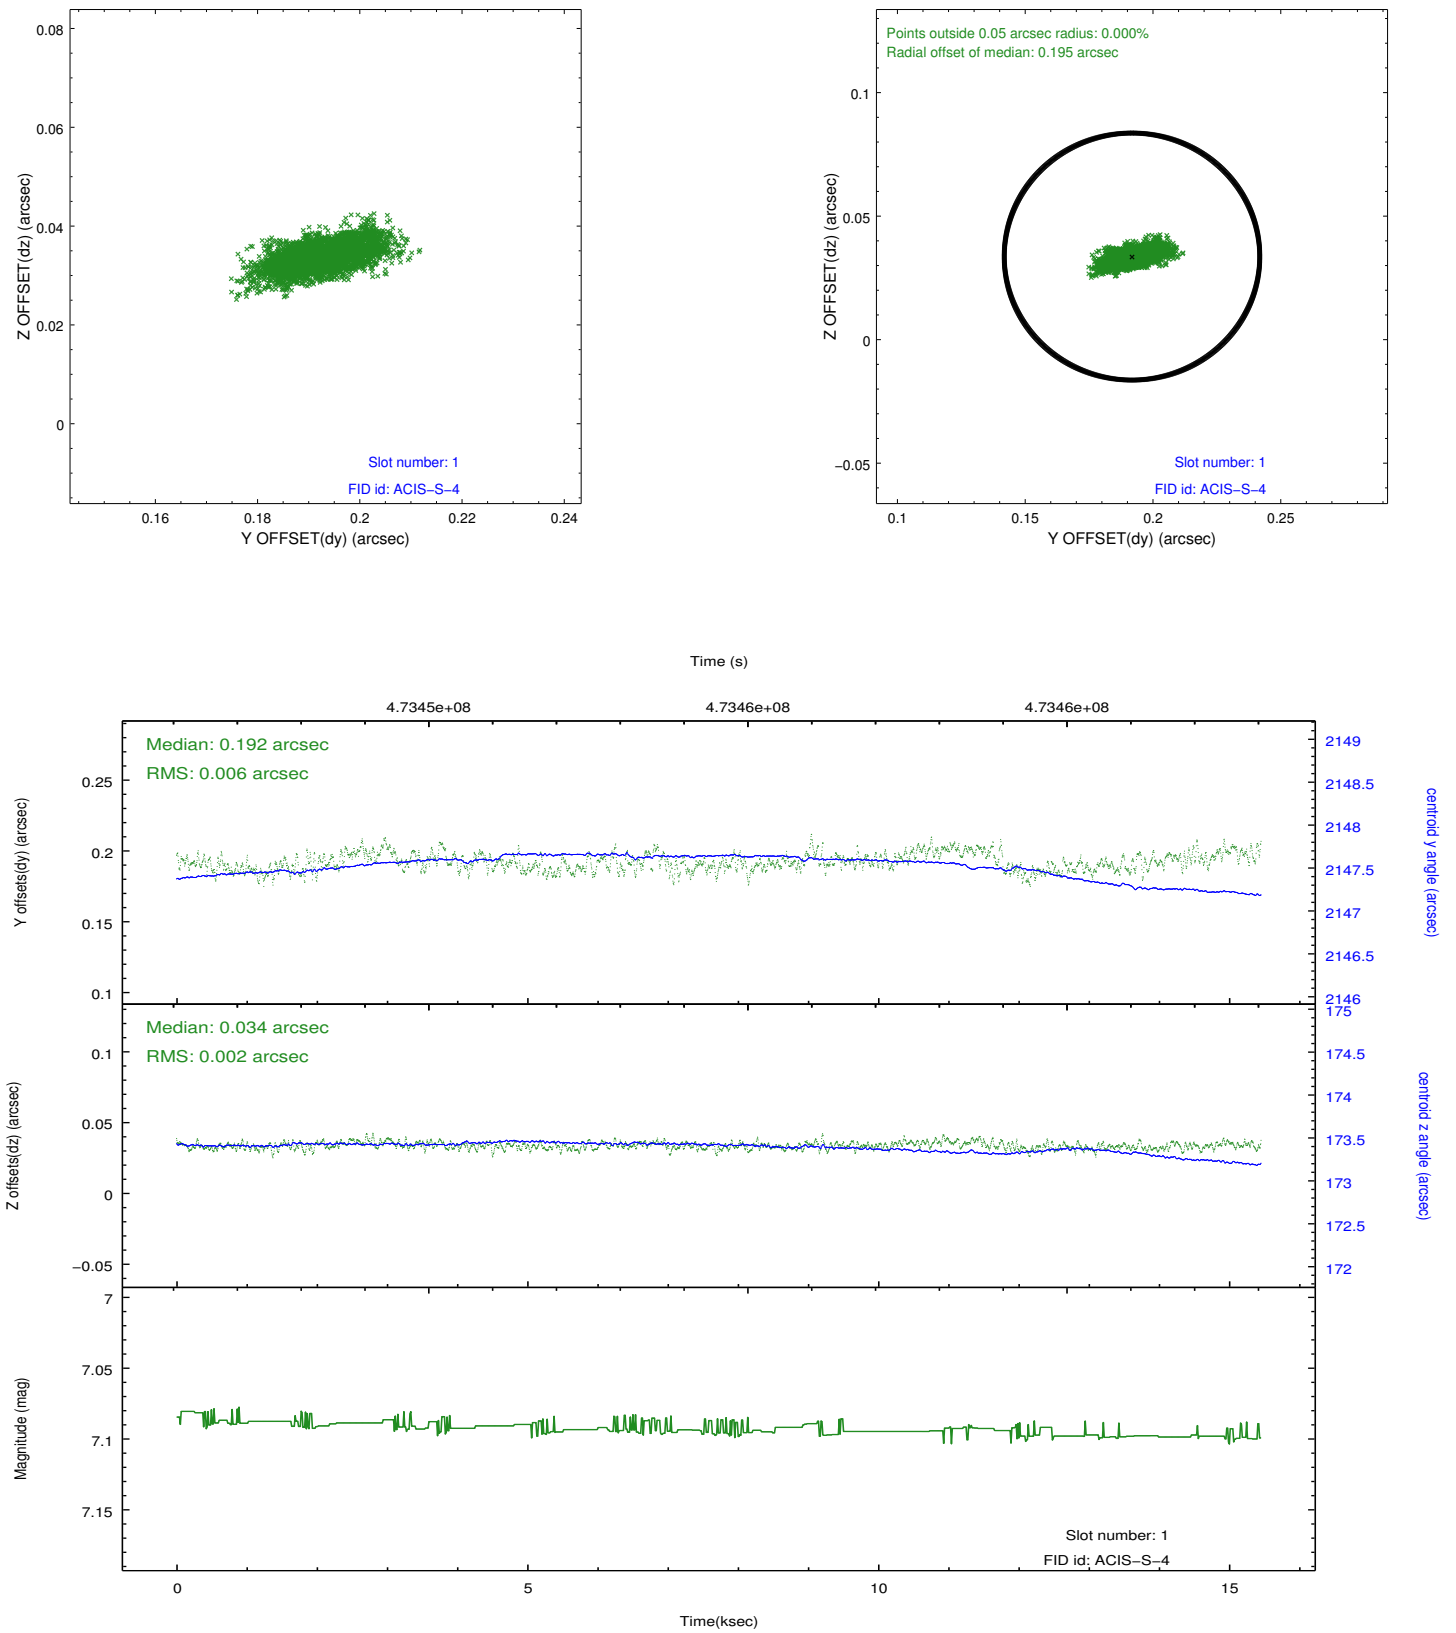 0.08
0.06
0.04
0.02
0
Z OFFSET(dz) (arcsec)
Slot number: 1
FID id: ACIS−S−4
0.16 0.18 0.2 0.22 0.24
Y OFFSET(dy) (arcsec)
Points outside 0.05 arcsec radius: 0.000%
Radial offset of median: 0.195 arcsec
0.1
0.05
0
−0.05
Z OFFSET(dz) (arcsec)
Slot number: 1
FID id: ACIS−S−4
0.1 0.15 0.2 0.25
Y OFFSET(dy) (arcsec)
Time (s)
4.7345e+08 4.7346e+08 4.7346e+08
Median: 0.192 arcsec
RMS: 0.006 arcsec
0.25
0.2
0.15
0.1
Y offsets(dy) (arcsec)
2149
2148.5
2148
2147.5
2147
2146.5
2146
centroid y angle (arcsec)
Median: 0.034 arcsec
RMS: 0.002 arcsec
0.1
0.05
0
−0.05
Z offsets(dz) (arcsec)
175
174.5
174
173.5
173
172.5
172
centroid z angle (arcsec)
7
7.05
7.1
7.15
Magnitude (mag)
Slot number: 1
FID id: ACIS−S−4
0 5 10 15
Time(ksec)